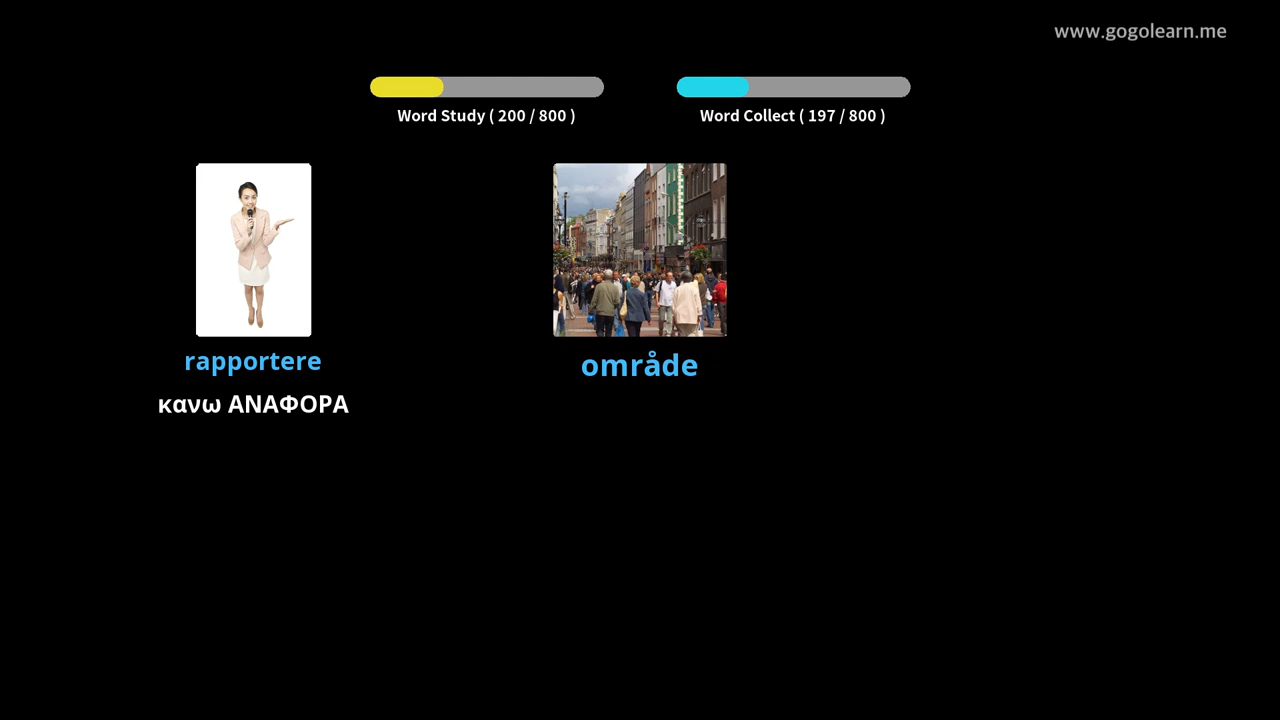 www.gogolearn.me
Word Study ( 200 / 800 )
Word Collect ( 197 / 800 )
rapportere
område
κανω ΑΝΑΦΟΡΑ